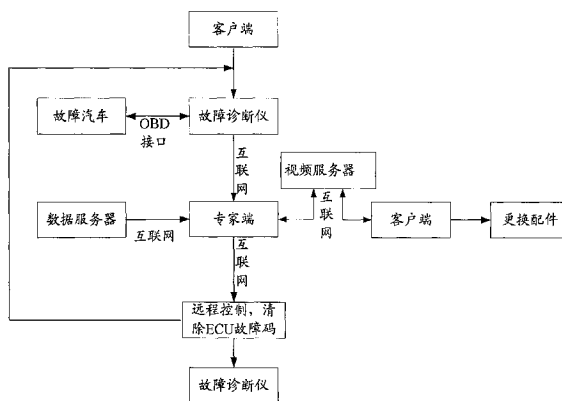 客户端
故障汽车
OBD
接口
故障诊断仪
互
联
网
视频服务器
数据服务器
互联网
专家端
互
联
网
客户端
更换配件
互
联
网
远程控制，清
除ECU故障码
故障诊断仪